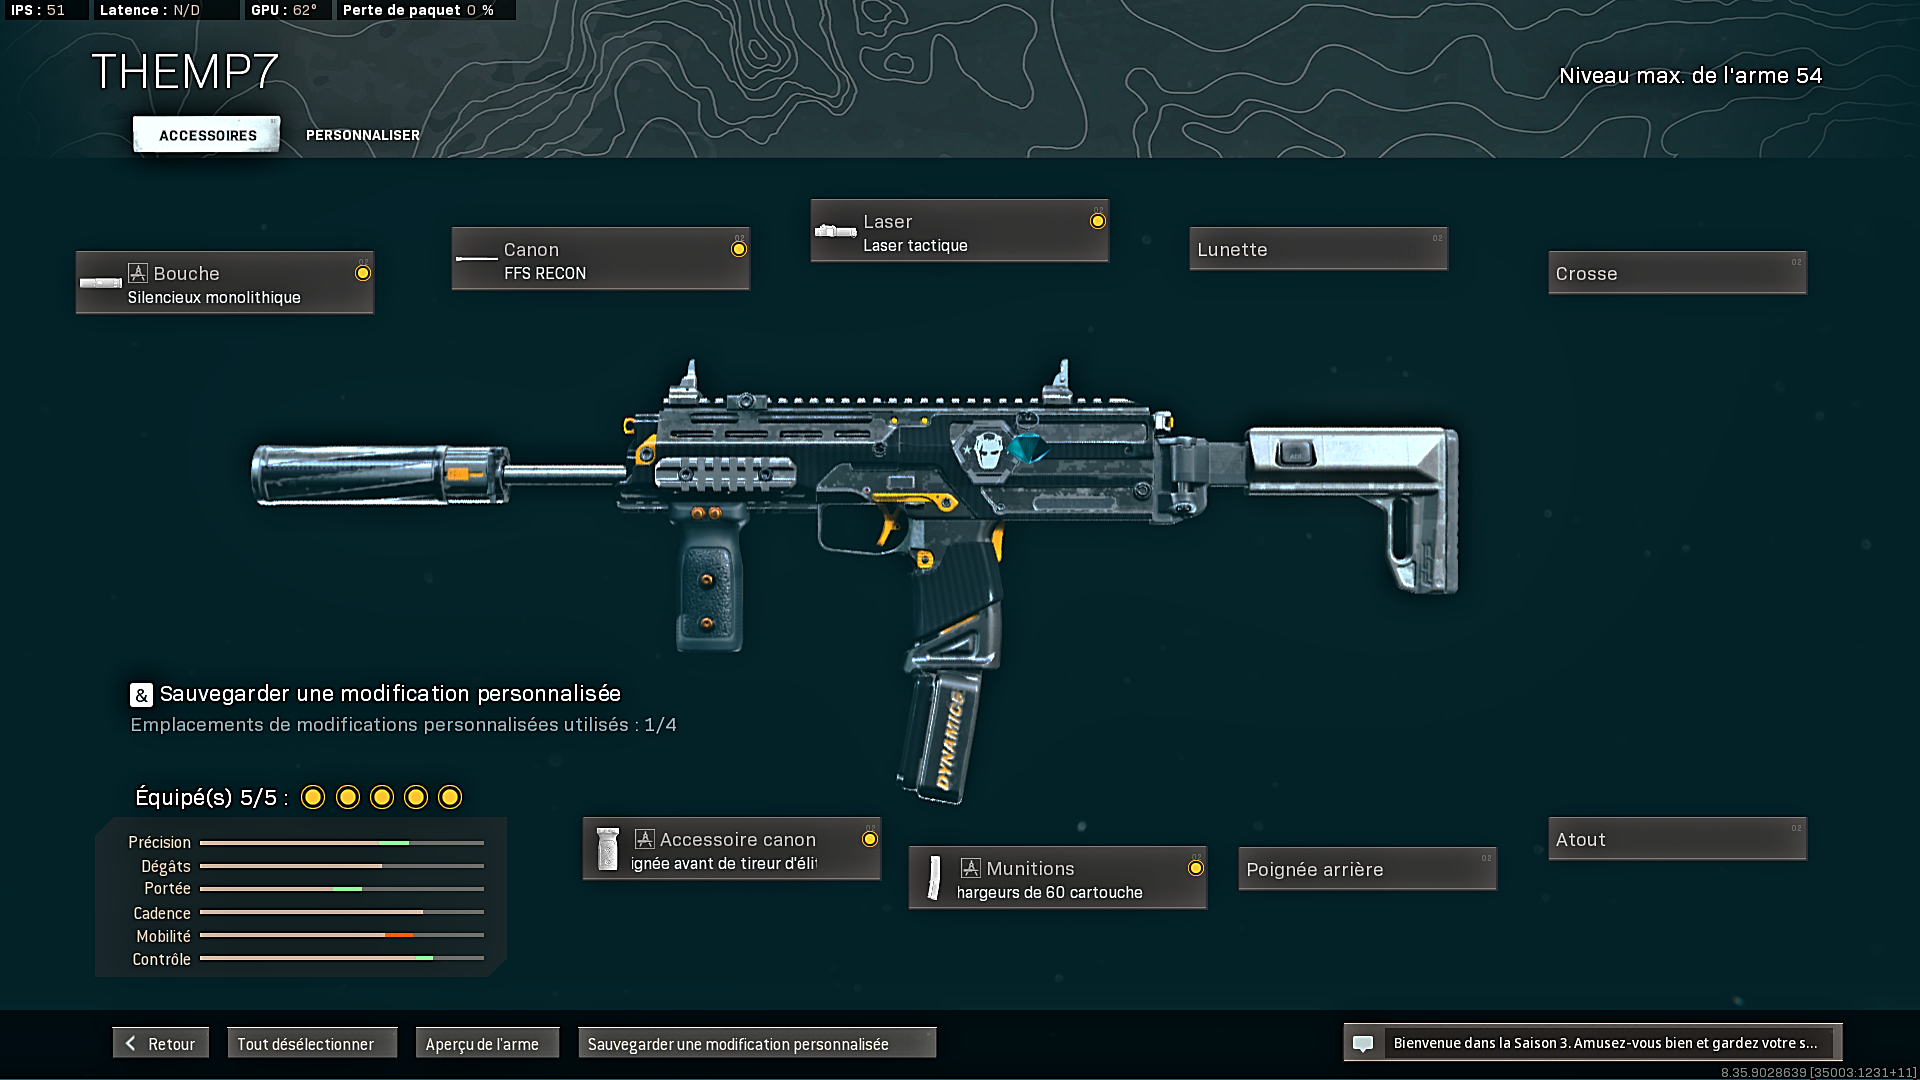 IPS : 51
Latence : N/D
GPU : 62°
Perte de paquet 0 %
THEMP7
Niveau max. de l'arme 54
ACCESSOIRES
PERSONNALISER
Laser
Laser tactique
Canon
FFS RECON
Lunette
Bouche
Silencieux monolithique
Crosse
DYNAMICS
& Sauvegarder une modification personnalisée
Emplacements de modifications personnalisées utilisés : 1/4
Équipé(s) 5/5 :
Précision
Dégâts
Portée
Cadence
Mobilité
Contrôle
Accessoire canon
ignée avant de tireur d'élit
Munitions
hargeurs de 60 cartouche
Poignée arrière
Atout
Retour
Tout désélectionner
Aperçu de l'arme
Sauvegarder une modification personnalisée
Bienvenue dans la Saison 3. Amusez-vous bien et gardez votre s...
8.35.9028639 [35003:1231+11]